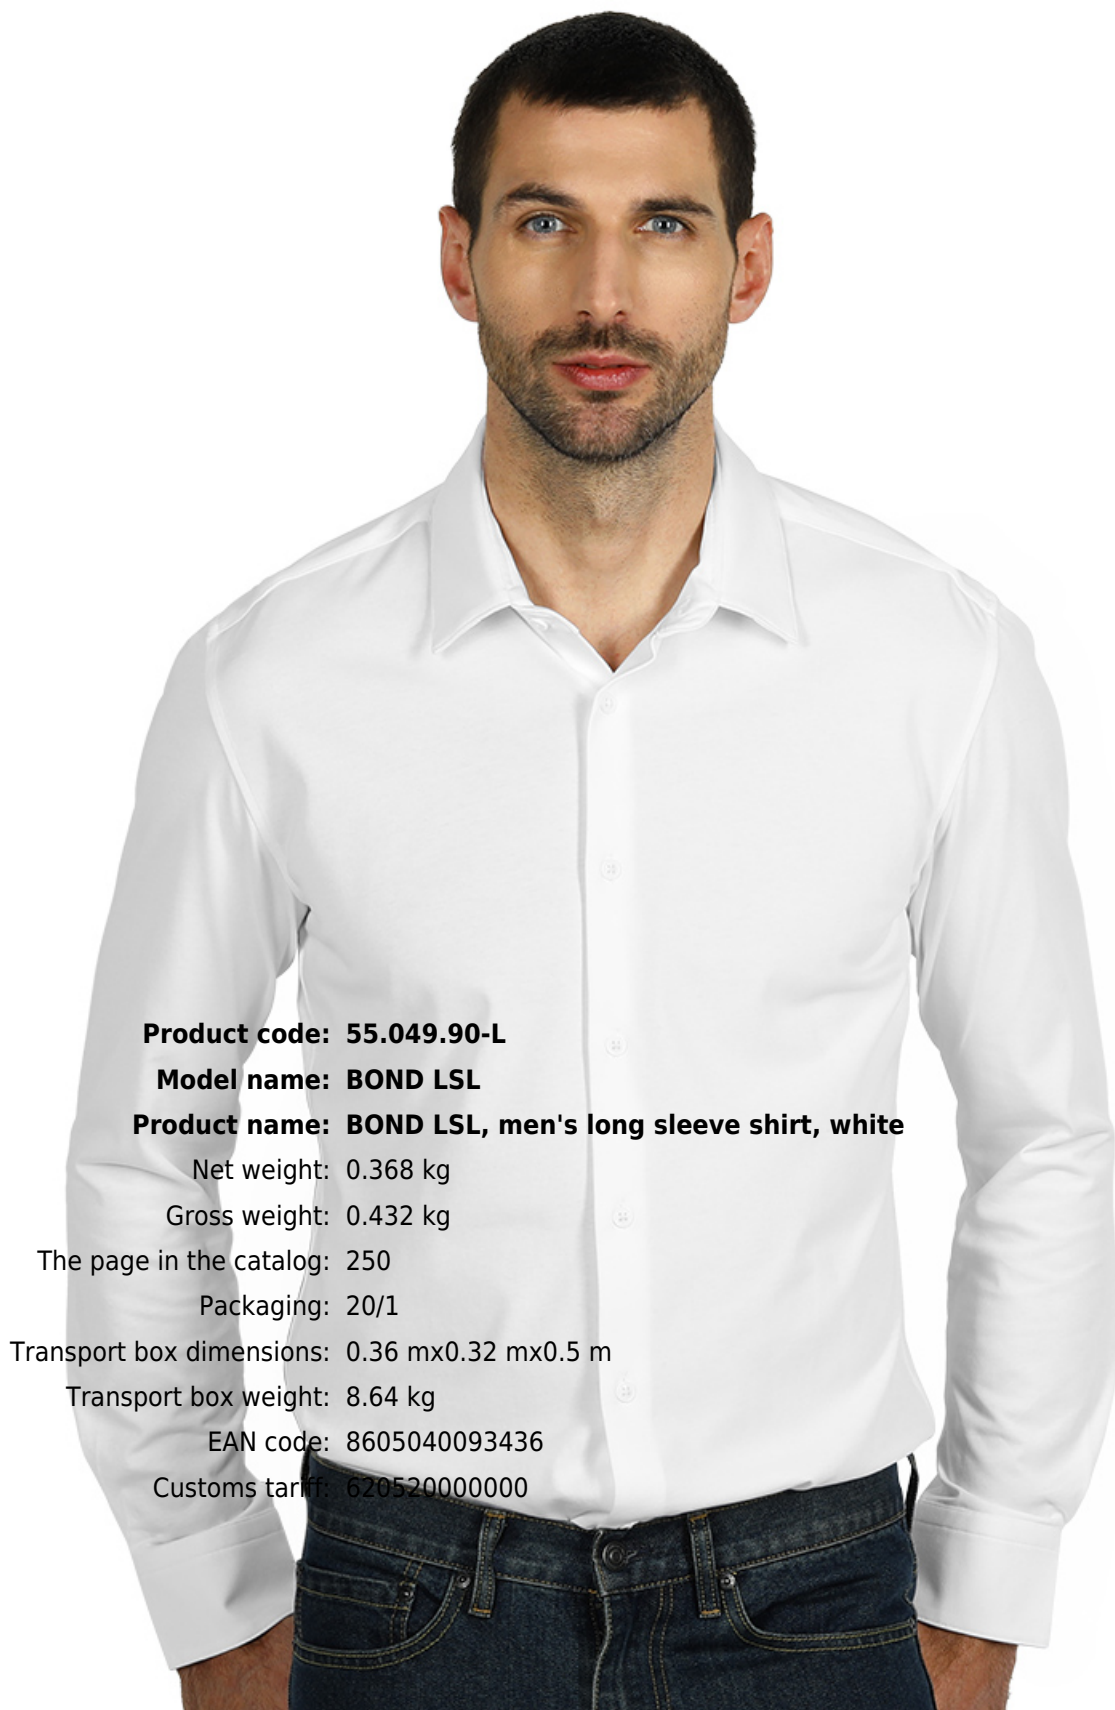 Product code: 55.049.90-L
Model name: BOND LSL
Product name: BOND LSL, men's long sleeve shirt, white
Net weight: 0.368 kg
Gross weight: 0.432 kg
The page in the catalog: 250
Packaging: 20/1
Transport box dimensions: 0.36 mx0.32 mx0.5 m
Transport box weight: 8.64 kg
EAN code: 8605040093436
Customs tariff: 620520000000